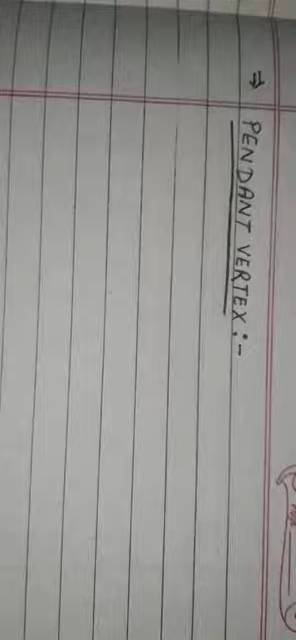 → PENDANT VERTEX :-